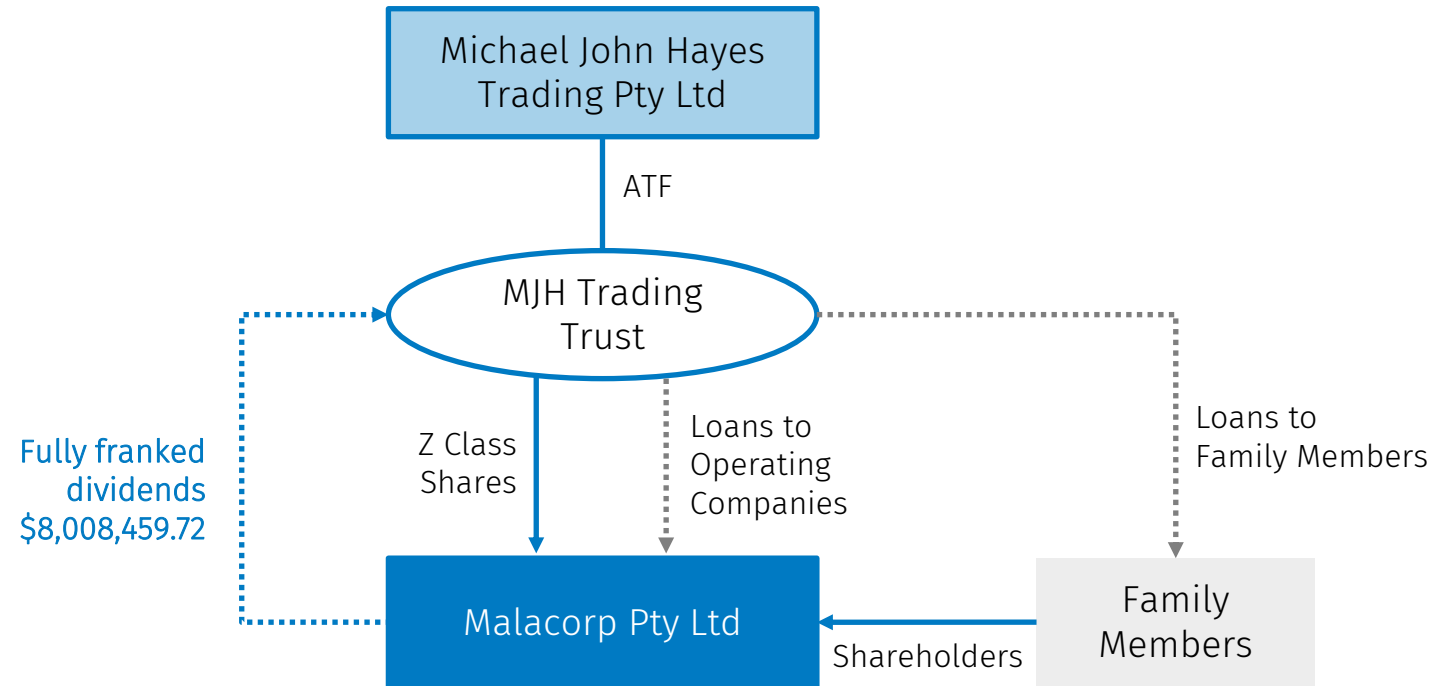 Michael John Hayes
Trading Pty Ltd
ATF
MJH Trading
Trust
Fully franked
dividends
$8,008,459.72
Z Class
Shares
Loans to
Operating
Companies
Loans to
Family Members
Malacorp Pty Ltd
Shareholders
Family
Members